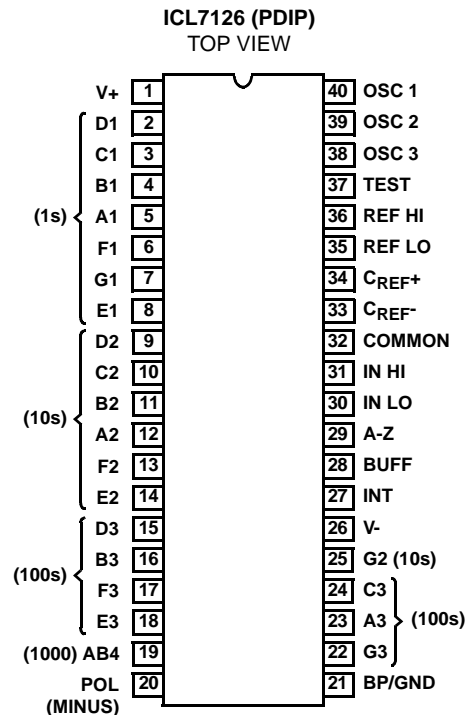 ICL7126 (PDIP)
TOP VIEW
V+ 1 40 OSC 1
D1 2 39 OSC 2
C1 3 38 OSC 3
B1 4 37 TEST
(1s) A1 5 36 REF HI
F1 6 35 REF LO
G1 7 34 CREF+
E1 8 33 CREF-
D2 9 32 COMMON
C2 10 31 IN HI
B2 11 30 IN LO
(10s)
A2 12 29 A-Z
F2 13 28 BUFF
E2 14 27 INT
D3 15 26 V-
B3 16 25 G2 (10s)
(100s)
F3 17 24 C3
E3 18 23 A3 (100s)
(1000) AB4 19 22 G3
POL 20 21 BP/GND
(MINUS)